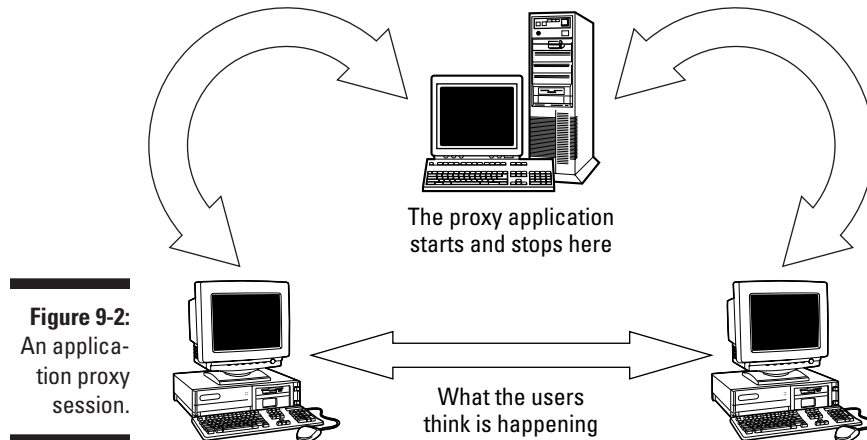 The proxy application
starts and stops here
Figure 9-2:
An applica-
tion proxy
session.
What the users
think is happening